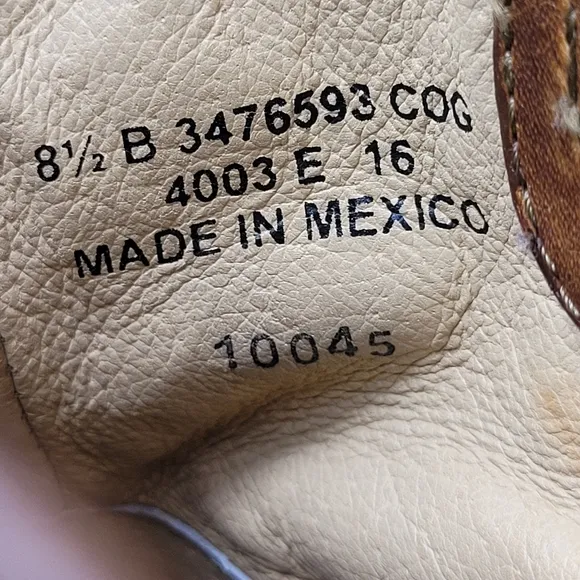 8½ B 3476593 COG
4003 E 16
MADE IN MEXICO
10045